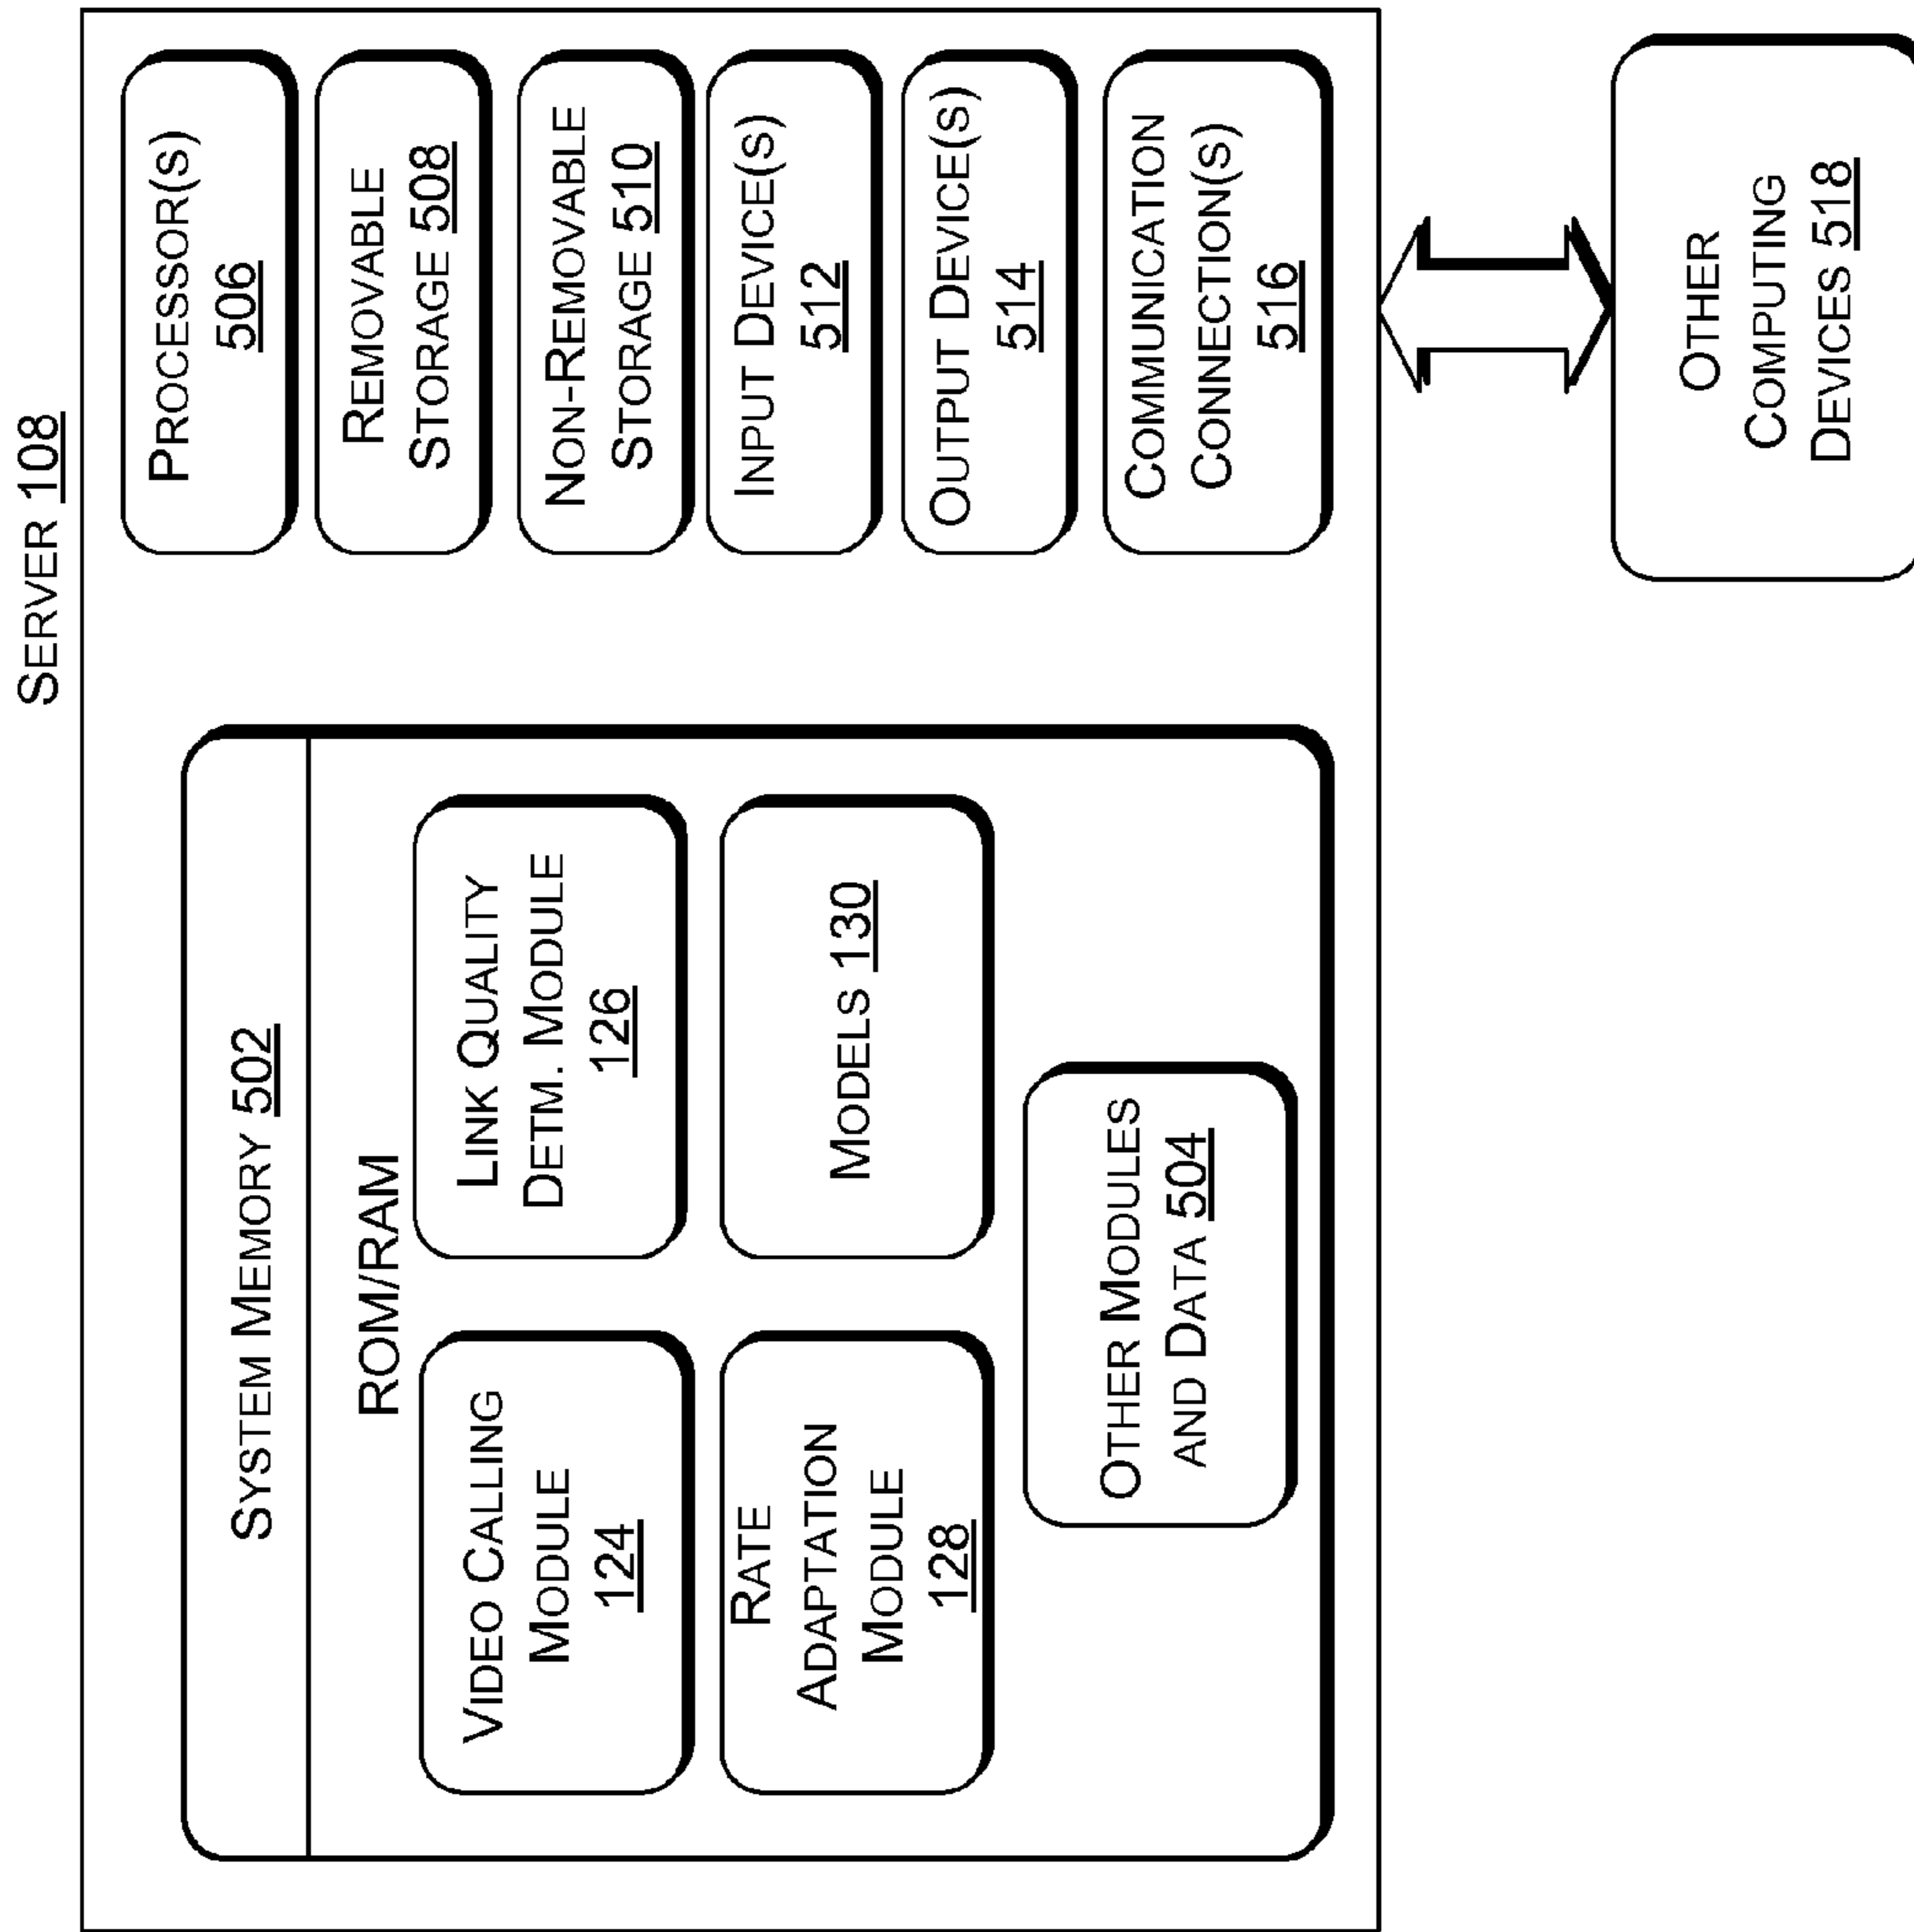 SERVER 108
SYSTEM MEMORY 502
ROM/RAM
VIDEO CALLING
MODULE
124
LINK QUALITY
DETM. MODULE
126
RATE
ADAPTATION
MODULE
128
MODELS 130
OTHER MODULES
AND DATA 504
PROCESSOR(S)
506
REMOVABLE
STORAGE 508
NON-REMOVABLE
STORAGE 510
INPUT DEVICE(S)
512
OUTPUT DEVICE(S)
514
COMMUNICATION
CONNECTION(S)
516
OTHER
COMPUTING
DEVICES 518